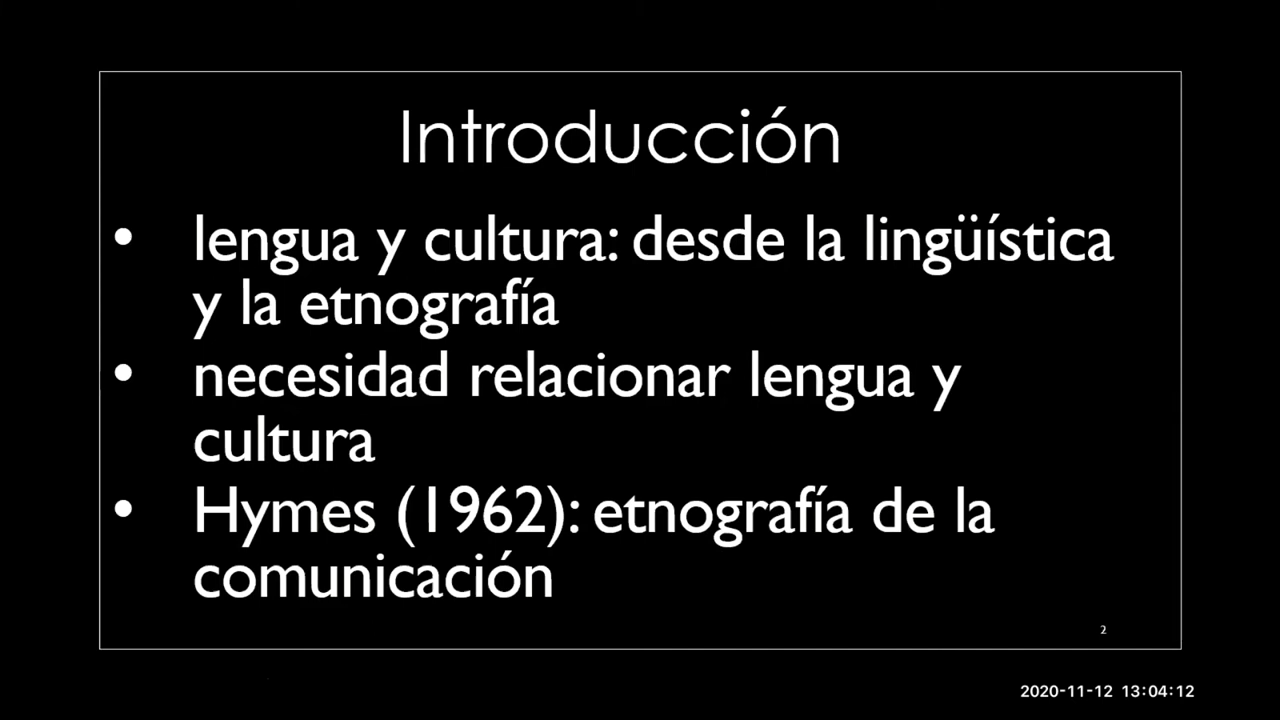 Introducción
• lengua y cultura: desde la lingüística
y la etnografía
• necesidad relacionar lengua y
cultura
• Hymes (1962): etnografía de la
comunicación
2
2020-11-12 13:04:12